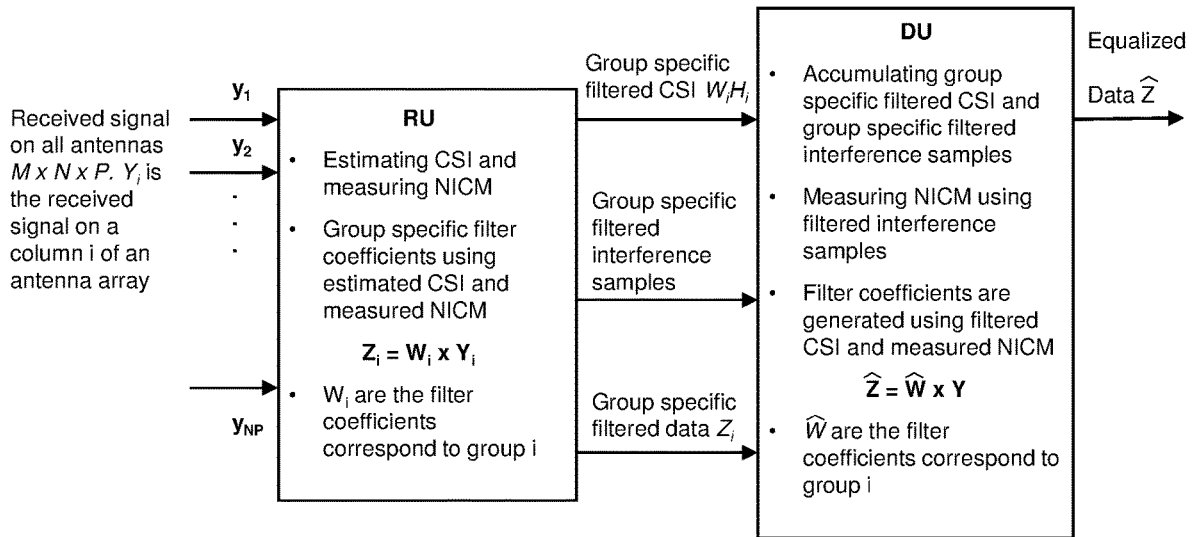 Received signal
on all antennas
M x N x P. Yi is
the received
signal on a
column i of an
antenna array
y1
y2
yNP
RU
• Estimating CSI and
measuring NICM
• Group specific filter
coefficients using
estimated CSI and
measured NICM
Zi = Wi x Yi
• Wi are the filter
coefficients
correspond to group i
Group specific
filtered CSI WiHi
Group specific
filtered
interference
samples
Group specific
filtered data Zi
DU
• Accumulating group
specific filtered CSI and
group specific filtered
interference samples
• Measuring NICM using
filtered interference
samples
• Filter coefficients are
generated using filtered
CSI and measured NICM
Ẑ = Ŵ x Y
• Ŵ are the filter
coefficients correspond to
group i
Equalized
Data Ẑ